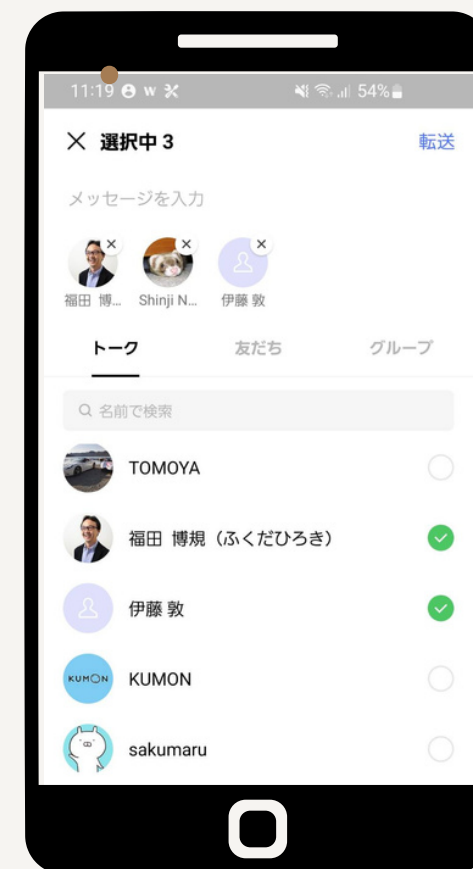 11:19 W 54%
選択中 3 転送
メッセージを入力
福田 博... Shinji N... 伊藤 敦
トーク 友だち グループ
名前で検索
TOMOYA
福田 博規（ふくだひろき）
伊藤 敦
KUMON KUMON
sakumaru